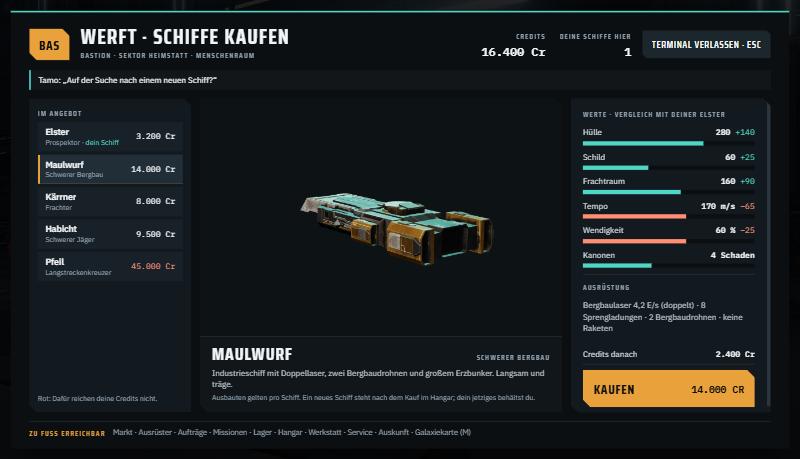 BAS
WERFT · SCHIFFE KAUFEN
BASTION · SEKTOR HEIMSTATT · MENSCHENRAUM
CREDITS
16.400 Cr
DEINE SCHIFFE HIER
1
TERMINAL VERLASSEN · ESC
Tamo: „Auf der Suche nach einem neuen Schiff?"
IM ANGEBOT
Elster
Prospektor · dein Schiff
3.200 Cr
Maulwurf
Schwerer Bergbau
14.000 Cr
Kärrner
Frachter
8.000 Cr
Habicht
Schwerer Jäger
9.500 Cr
Pfeil
Langstreckenkreuzer
45.000 Cr
Rot: Dafür reichen deine Credits nicht.
MAULWURF
SCHWERER BERGBAU
Industrieschiff mit Doppellaser, zwei Bergbaudrohnen und großem Erzbunker. Langsam und
träge.
Ausbauten gelten pro Schiff. Ein neues Schiff steht nach dem Kauf im Hangar; dein jetziges behältst du.
WERTE · VERGLEICH MIT DEINER ELSTER
Hülle 280 +140
Schild 60 +25
Frachtraum 160 +90
Tempo 170 m/s −65
Wendigkeit 60 % −25
Kanonen 4 Schaden
AUSRÜSTUNG
Bergbaulaser 4,2 E/s (doppelt) · 8
Sprengladungen · 2 Bergbaudrohnen · keine
Raketen
Credits danach 2.400 Cr
KAUFEN 14.000 CR
ZU FUSS ERREICHBAR Markt · Ausrüster · Aufträge · Missionen · Lager · Hangar · Werkstatt · Service · Auskunft · Galaxiekarte (M)